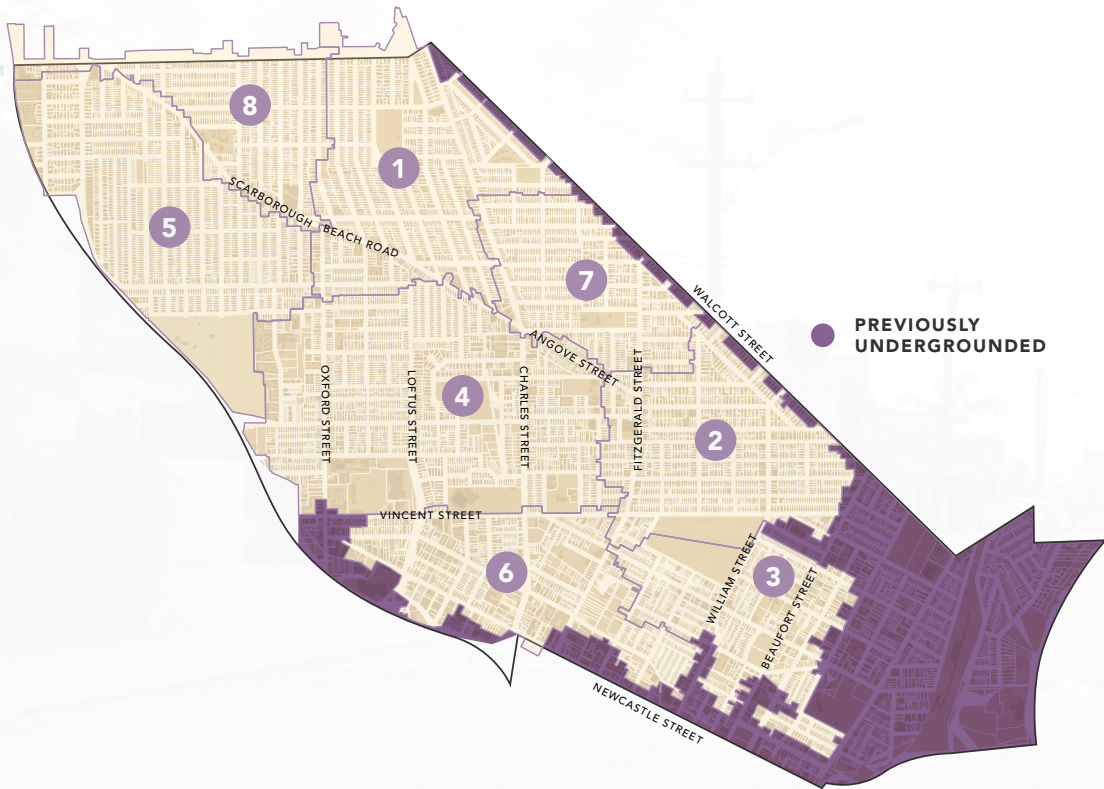 8
1
SCARBOROUGH BEACH ROAD
5
7
WALCOTT STREET
PREVIOUSLY
UNDERGROUNDED
ANGOVE STREET
OXFORD STREET
LOFTUS STREET
4
CHARLES STREET
FITZGERALD STREET
2
VINCENT STREET
6
WILLIAM STREET
3
BEAUFORT STREET
NEWCASTLE STREET